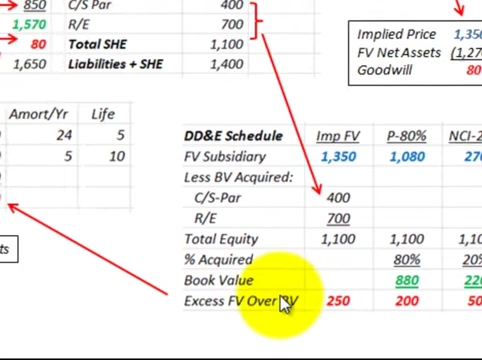 850 C/S Par 400
1,570 R/E 700
80 Total SHE 1,100
1,650 Liabilities + SHE 1,400
Implied Price 1,350
FV Net Assets
Goodwill 80
Amort/Yr Life
24 5
5 10
DD&E Schedule Imp FV P-80%
FV Subsidiary 1,350 1,080 270
Less BV Acquired:
C/S-Par 400
R/E 700
Total Equity 1,100 1,100
% Acquired 80% 20%
Book Value 880 220
Excess FV Over BV 250 200 50